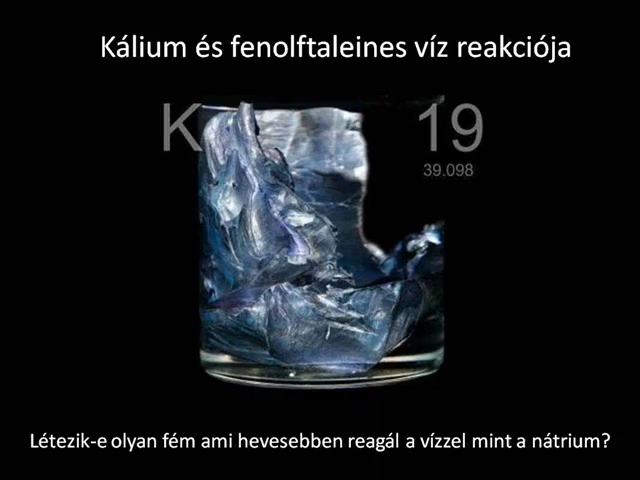 Kálium és fenolftaleines víz reakciója
K 19
39.098
Létezik-e olyan fém ami hevesebben reagál a vízzel mint a nátrium?